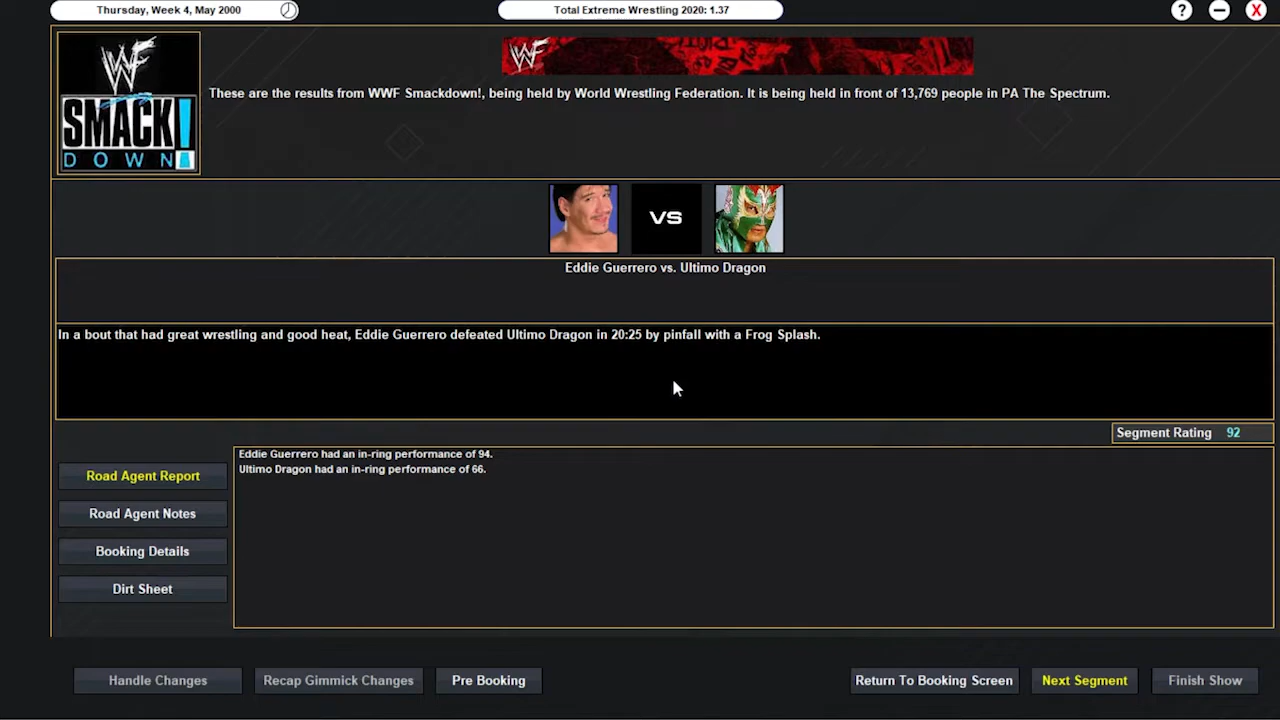 Thursday, Week 4, May 2000
Total Extreme Wrestling 2020: 1.37
?
X
WF
SMACK!
DOWN!
WF
These are the results from WWF Smackdown!, being held by World Wrestling Federation. It is being held in front of 13,769 people in PA The Spectrum.
VS
Eddie Guerrero vs. Ultimo Dragon
In a bout that had great wrestling and good heat, Eddie Guerrero defeated Ultimo Dragon in 20:25 by pinfall with a Frog Splash.
Segment Rating 92
Road Agent Report
Road Agent Notes
Booking Details
Dirt Sheet
Eddie Guerrero had an in-ring performance of 94.
Ultimo Dragon had an in-ring performance of 66.
Handle Changes
Recap Gimmick Changes
Pre Booking
Return To Booking Screen
Next Segment
Finish Show